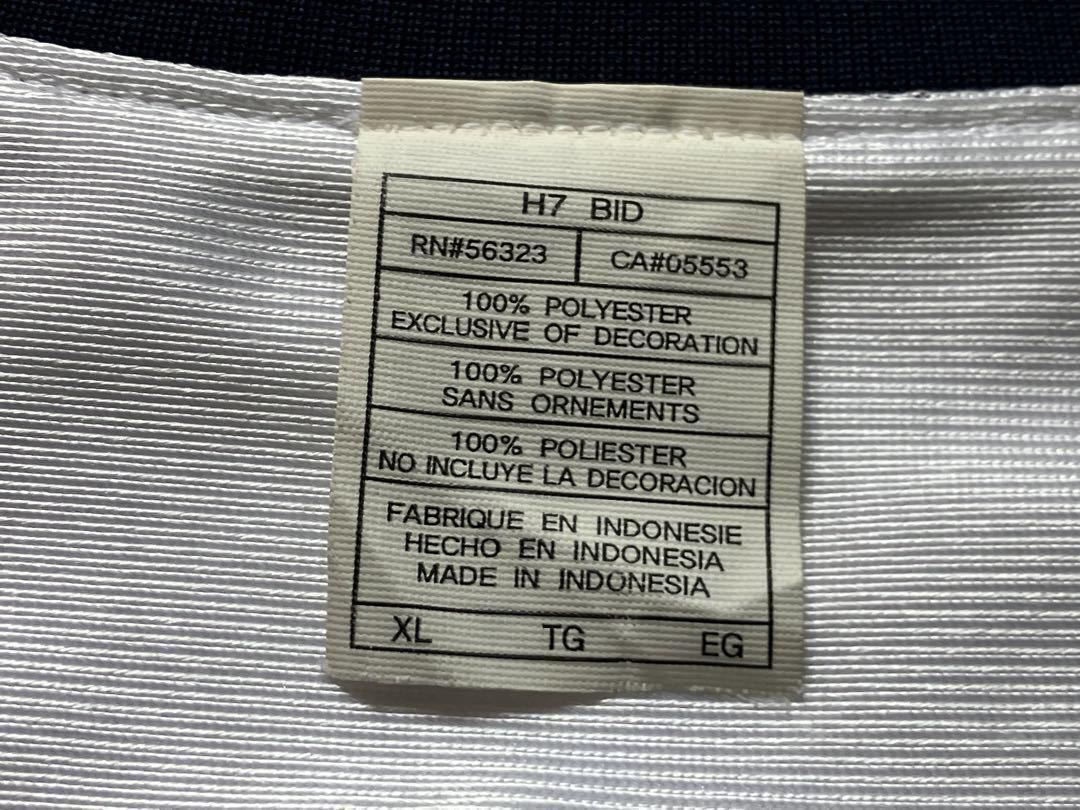 H7 BID
RN#56323 CA#05553
100% POLYESTER
EXCLUSIVE OF DECORATION
100% POLYESTER
SANS ORNEMENTS
100% POLIESTER
NO INCLUYE LA DECORACION
FABRIQUE EN INDONESIE
HECHO EN INDONESIA
MADE IN INDONESIA
XL TG EG